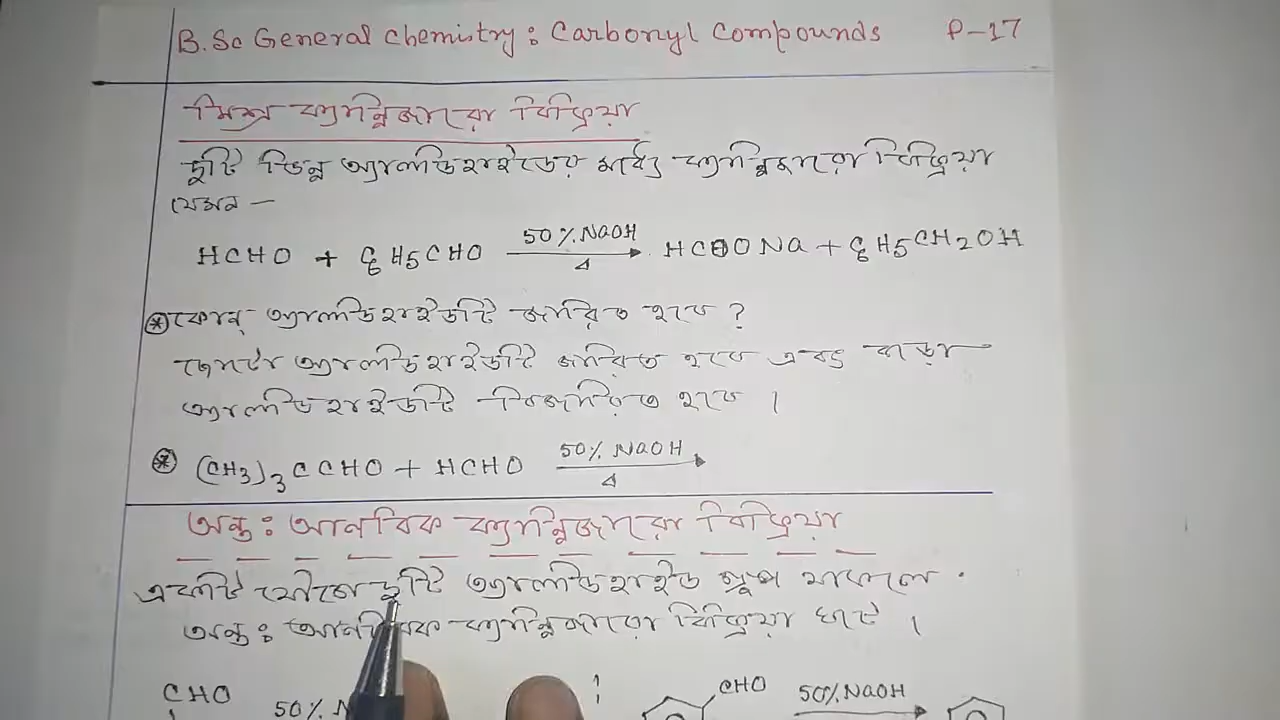 B.Sc General Chemistry: Carbonyl Compounds P-17
মিশ্র ক্যানিজারো বিক্রিয়া
দুটি ভিন্ন অ্যালডিহাইডের মধ্যে ক্যানিজারো বিক্রিয়া
যেমন —
HCHO + C6H5CHO 50% NaOH Δ → HCOONa + C6H5CH2OH
* কোন্ অ্যালডিহাইডটি জারিত হবে ?
ছোটো অ্যালডিহাইডটি জারিত হবে এবং বড়ো
অ্যালডিহাইডটি বিজারিত হবে ।
* (CH3)3CCHO + HCHO 50% NaOH Δ →
অন্তঃ আনবিক ক্যানিজারো বিক্রিয়া
একটি যৌগে দুটি অ্যালডিহাইড গ্রুপ থাকলে
অন্তঃ আনবিক ক্যানিজারো বিক্রিয়া ঘটে ।
CHO 50% N CHO 50% NaOH →